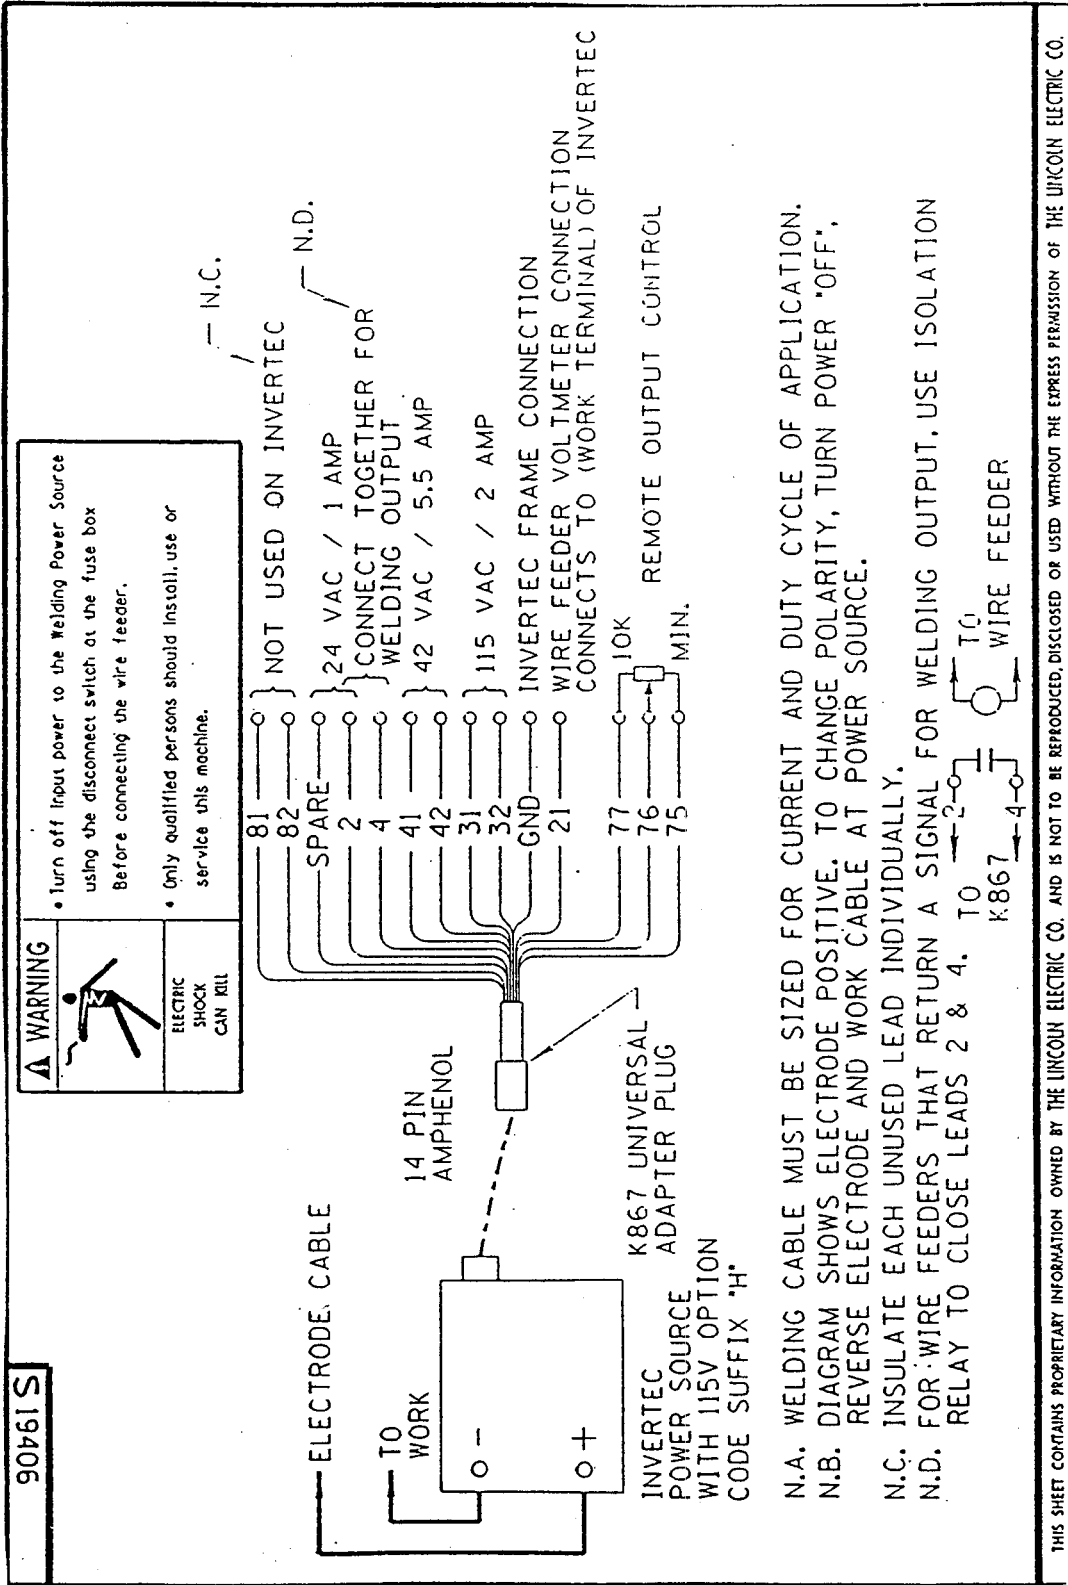 S 19406
WARNING
ELECTRIC
SHOCK
CAN KILL
• Turn off input power to the Welding Power Source
using the disconnect switch at the fuse box
Before connecting the wire feeder.
• Only qualified persons should install, use or
service this machine.
ELECTRODE CABLE
TO
WORK
-
+
INVERTEC
POWER SOURCE
WITH 115V OPTION
CODE SUFFIX "H"
14 PIN
AMPHENOL
K867 UNIVERSAL
ADAPTER PLUG
81
82
SPARE
2
4
41
42
31
32
GND
21
77
76
75
NOT USED ON INVERTEC
N.C.
24 VAC / 1 AMP
CONNECT TOGETHER FOR
WELDING OUTPUT
N.D.
42 VAC / 5.5 AMP
115 VAC / 2 AMP
INVERTEC FRAME CONNECTION
WIRE FEEDER VOLTMETER CONNECTION
CONNECTS TO (WORK TERMINAL) OF INVERTEC
10K
REMOTE OUTPUT CONTROL
MIN.
N.A. WELDING CABLE MUST BE SIZED FOR CURRENT AND DUTY CYCLE OF APPLICATION.
N.B. DIAGRAM SHOWS ELECTRODE POSITIVE. TO CHANGE POLARITY, TURN POWER "OFF",
REVERSE ELECTRODE AND WORK CABLE AT POWER SOURCE.
N.C. INSULATE EACH UNUSED LEAD INDIVIDUALLY.
N.D. FOR WIRE FEEDERS THAT RETURN A SIGNAL FOR WELDING OUTPUT, USE ISOLATION
RELAY TO CLOSE LEADS 2 & 4.
TO
K867
2
4
TO
WIRE FEEDER
THIS SHEET CONTAINS PROPRIETARY INFORMATION OWNED BY THE LINCOLN ELECTRIC CO. AND IS NOT TO BE REPRODUCED, DISCLOSED OR USED WITHOUT THE EXPRESS PERMISSION OF THE LINCOLN ELECTRIC CO.